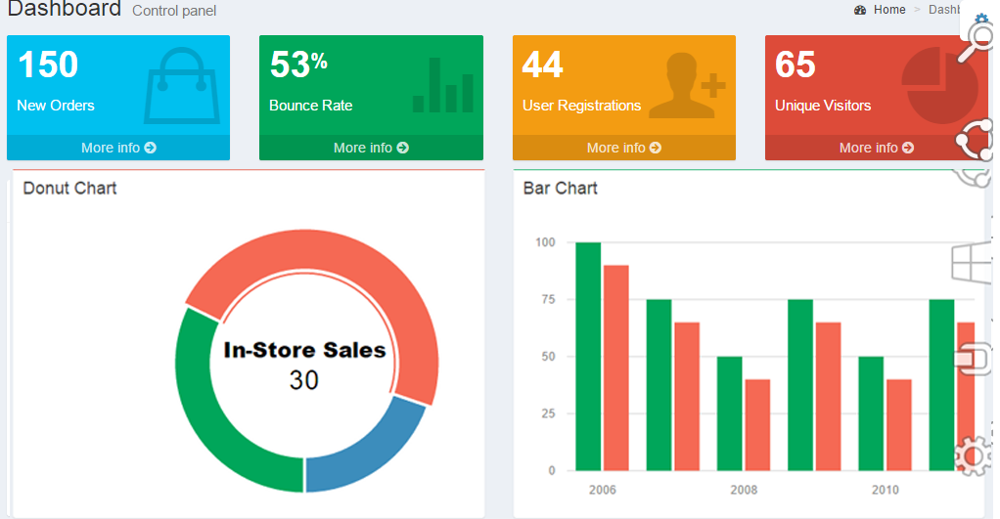 Dashboard Control panel
Home >
150
New Orders
More info
53%
Bounce Rate
More info
44
User Registrations
More info
65
Unique Visitors
More info
Donut Chart
In-Store Sales
30
Bar Chart
100
75
50
25
0
2006 2008 2010